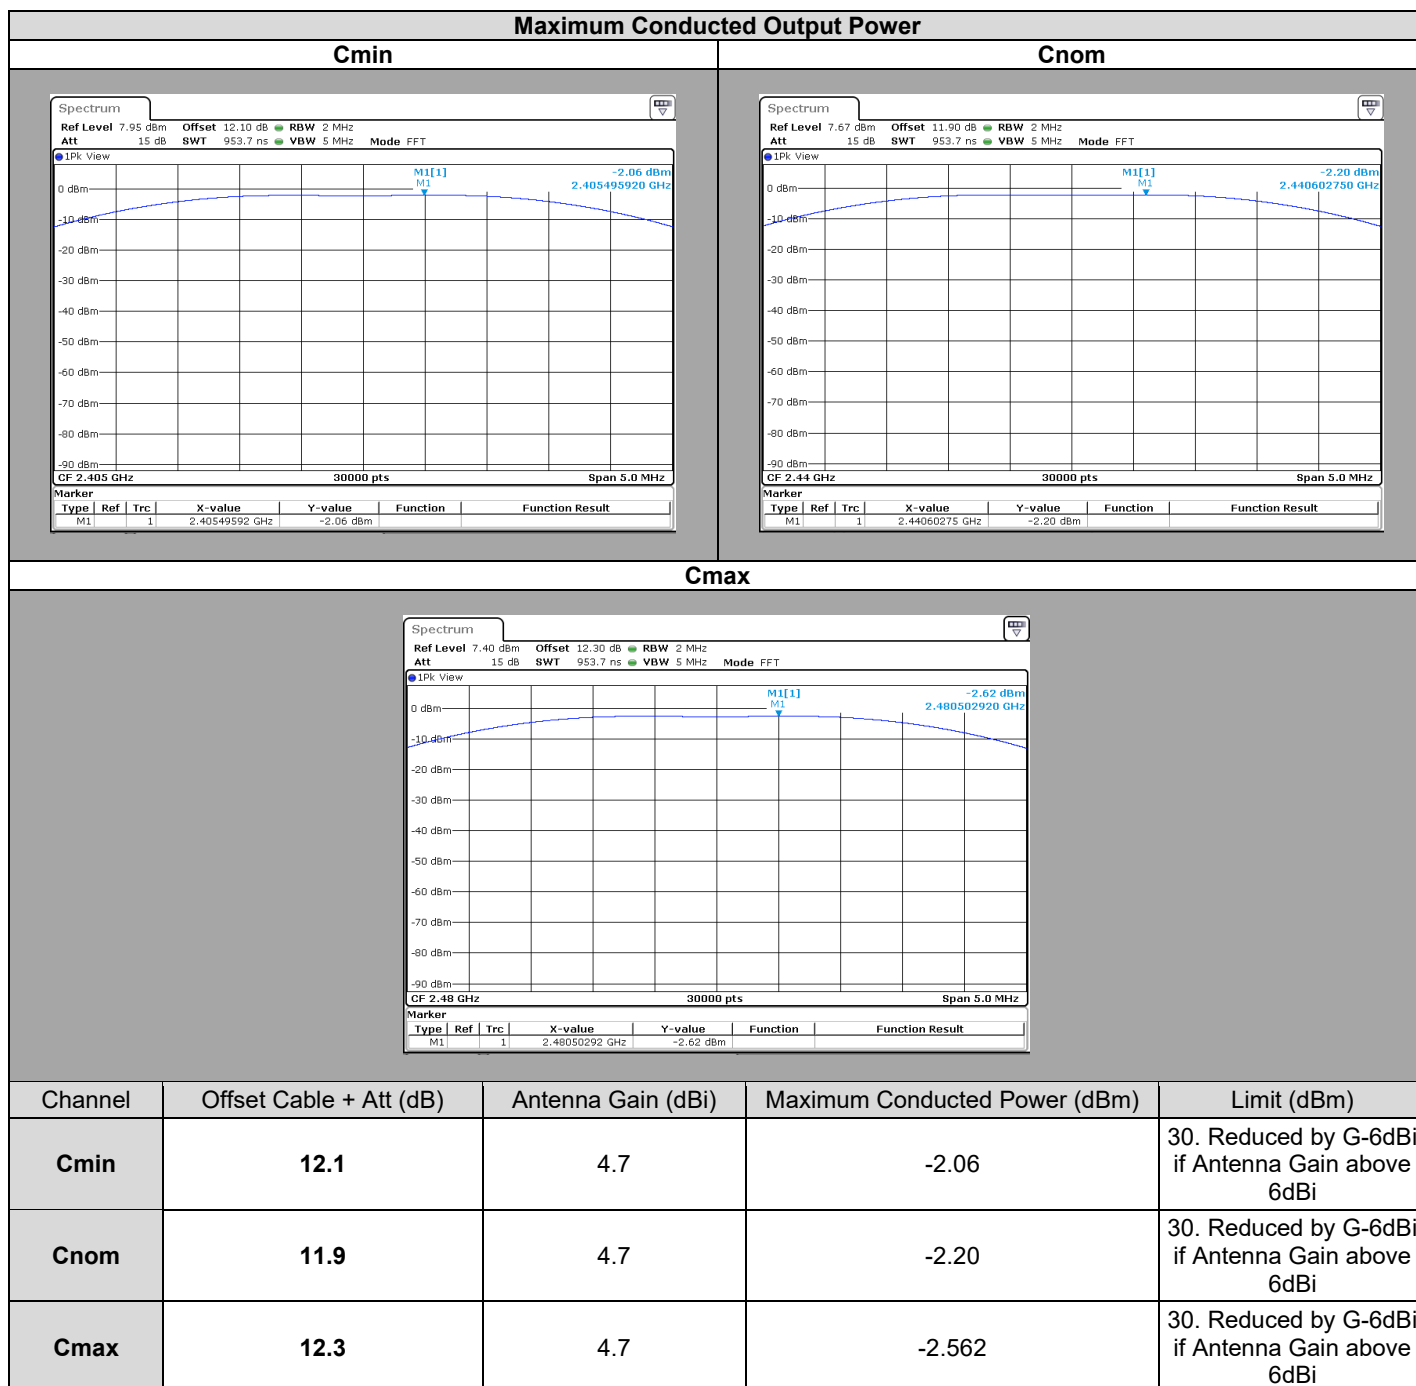 Maximum Conducted Output Power
Cmin
Cnom
Spectrum
Ref Level 7.95 dBm Offset 12.10 dB RBW 2 MHz
Att 15 dB SWT 953.7 ns VBW 5 MHz Mode FFT
1Pk View
M1[1] -2.06 dBm
M1 2.405495920 GHz
0 dBm
-10 dBm
-20 dBm
-30 dBm
-40 dBm
-50 dBm
-60 dBm
-70 dBm
-80 dBm
-90 dBm
CF 2.405 GHz 30000 pts Span 5.0 MHz
Marker
Type Ref Trc X-value Y-value Function Function Result
M1 1 2.40549592 GHz -2.06 dBm
Spectrum
Ref Level 7.67 dBm Offset 11.90 dB RBW 2 MHz
Att 15 dB SWT 953.7 ns VBW 5 MHz Mode FFT
1Pk View
M1[1] -2.20 dBm
M1 2.440602750 GHz
0 dBm
-10 dBm
-20 dBm
-30 dBm
-40 dBm
-50 dBm
-60 dBm
-70 dBm
-80 dBm
-90 dBm
CF 2.44 GHz 30000 pts Span 5.0 MHz
Marker
Type Ref Trc X-value Y-value Function Function Result
M1 1 2.44060275 GHz -2.20 dBm
Cmax
Spectrum
Ref Level 7.40 dBm Offset 12.30 dB RBW 2 MHz
Att 15 dB SWT 953.7 ns VBW 5 MHz Mode FFT
1Pk View
M1[1] -2.62 dBm
M1 2.480502920 GHz
0 dBm
-10 dBm
-20 dBm
-30 dBm
-40 dBm
-50 dBm
-60 dBm
-70 dBm
-80 dBm
-90 dBm
CF 2.48 GHz 30000 pts Span 5.0 MHz
Marker
Type Ref Trc X-value Y-value Function Function Result
M1 1 2.48050292 GHz -2.62 dBm
Channel Offset Cable + Att (dB) Antenna Gain (dBi) Maximum Conducted Power (dBm) Limit (dBm)
Cmin 12.1 4.7 -2.06 30. Reduced by G-6dBi
if Antenna Gain above
6dBi
Cnom 11.9 4.7 -2.20 30. Reduced by G-6dBi
if Antenna Gain above
6dBi
Cmax 12.3 4.7 -2.562 30. Reduced by G-6dBi
if Antenna Gain above
6dBi